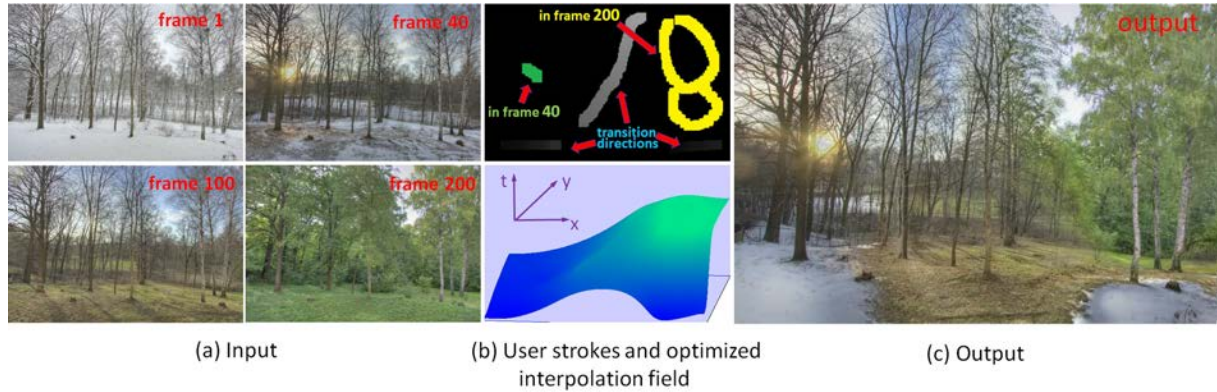 frame 1
frame 40
frame 100
frame 200
in frame 200
in frame 40
transition
directions
t
y
x
output
(a) Input
(b) User strokes and optimized
interpolation field
(c) Output